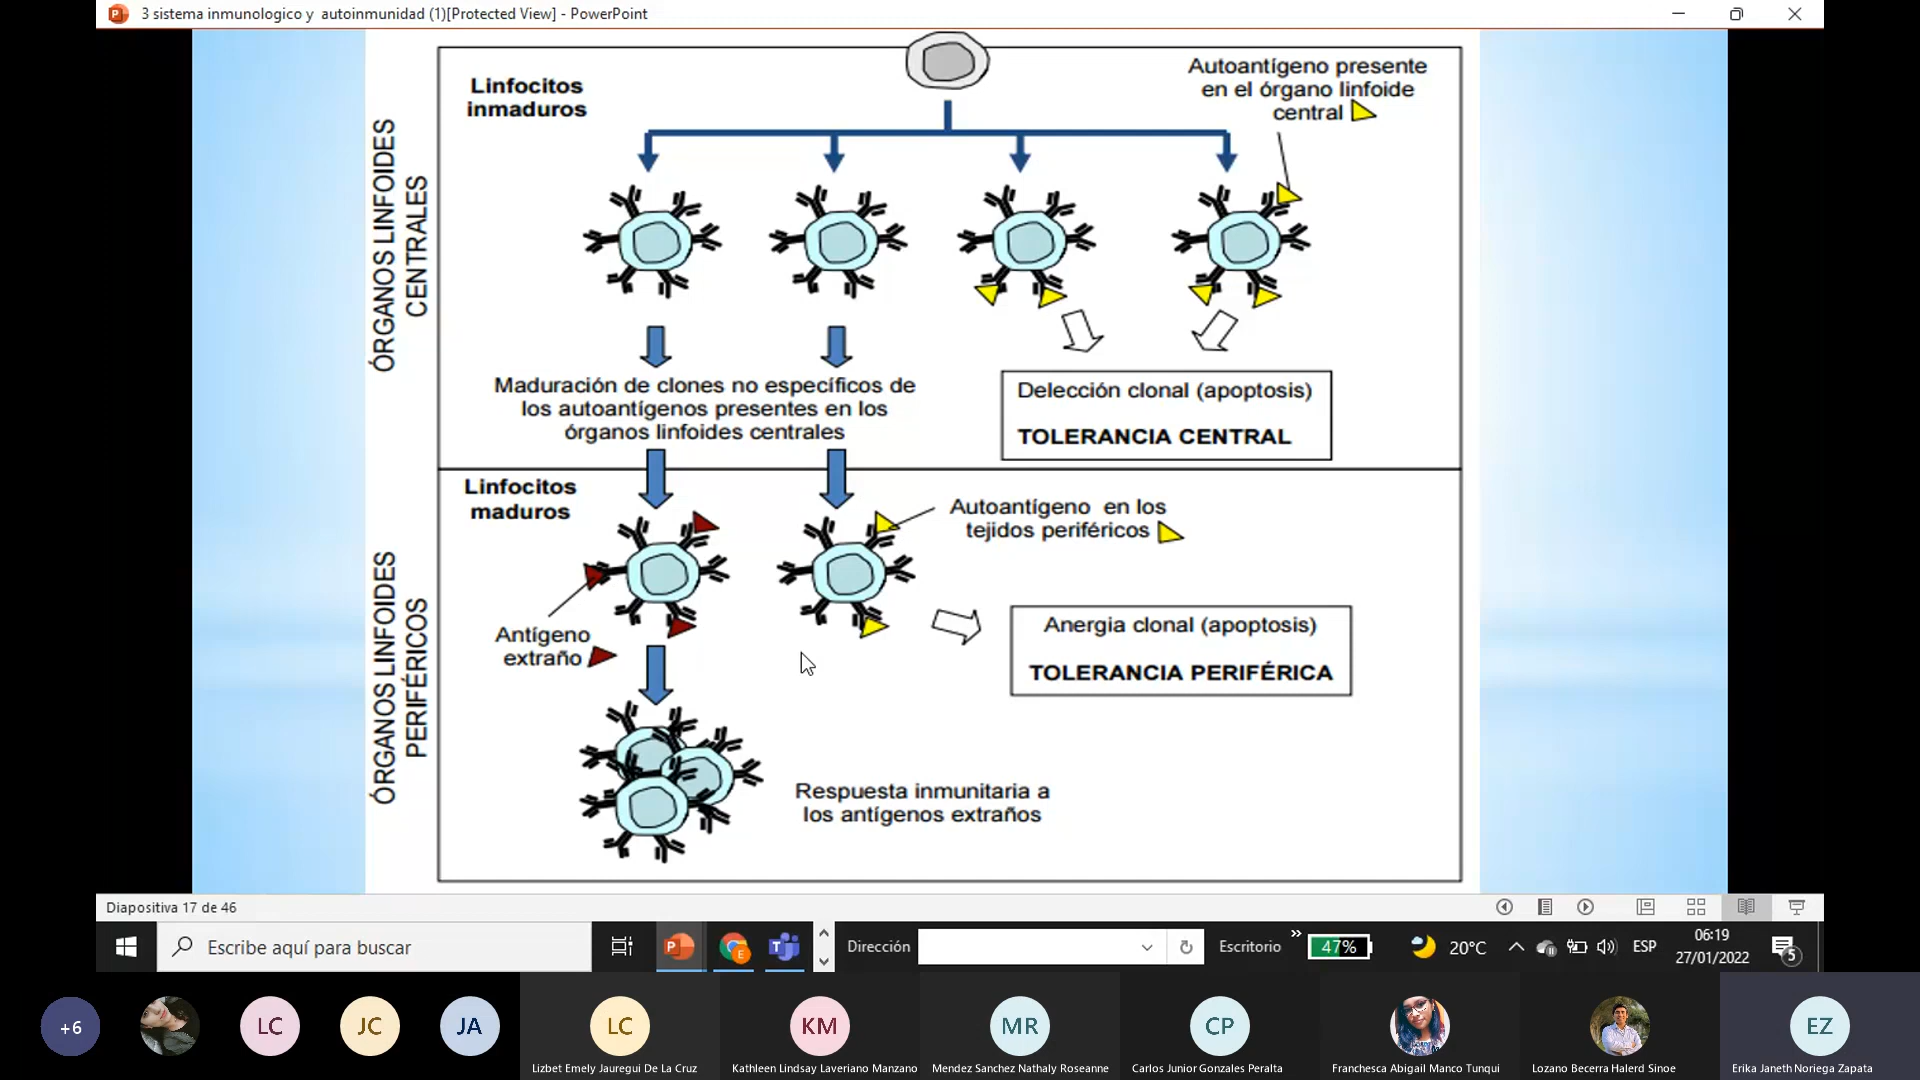 3 sistema inmunologico y  autoinmunidad (1)[Protected View] - PowerPoint
ÓRGANOS LINFOIDES
CENTRALES
Linfocitos
inmaduros
Autoantígeno presente
en el órgano linfoide
central
Maduración de clones no específicos de
los autoantígenos presentes en los
órganos linfoides centrales
Delección clonal (apoptosis)
TOLERANCIA CENTRAL
ÓRGANOS LINFOIDES
PERIFÉRICOS
Linfocitos
maduros
Autoantígeno  en los
tejidos periféricos
Antígeno
extraño
Anergia clonal (apoptosis)
TOLERANCIA PERIFÉRICA
Respuesta inmunitaria a
los antígenos extraños
Diapositiva 17 de 46
Escribe aquí para buscar
P
E
T
Dirección
Escritorio
47%
20°C
ESP
06:19
27/01/2022
5
+6
LC
JC
JA
LC
KM
MR
CP
EZ
Lizbet Emely Jauregui De La Cruz
Kathleen Lindsay Laveriano Manzano
Mendez Sanchez Nathaly Roseanne
Carlos Junior Gonzales Peralta
Franchesca Abigail Manco Tunqui
Lozano Becerra Halerd Sinoe
Erika Janeth Noriega Zapata